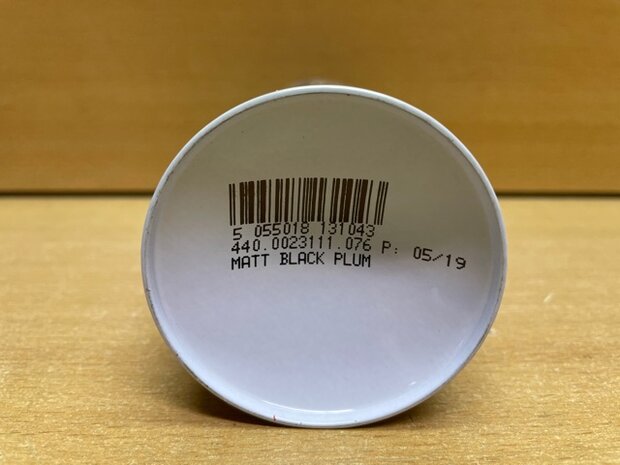 5 055018 131043
440.0023111.076 P: 05/19
MATT BLACK PLUM